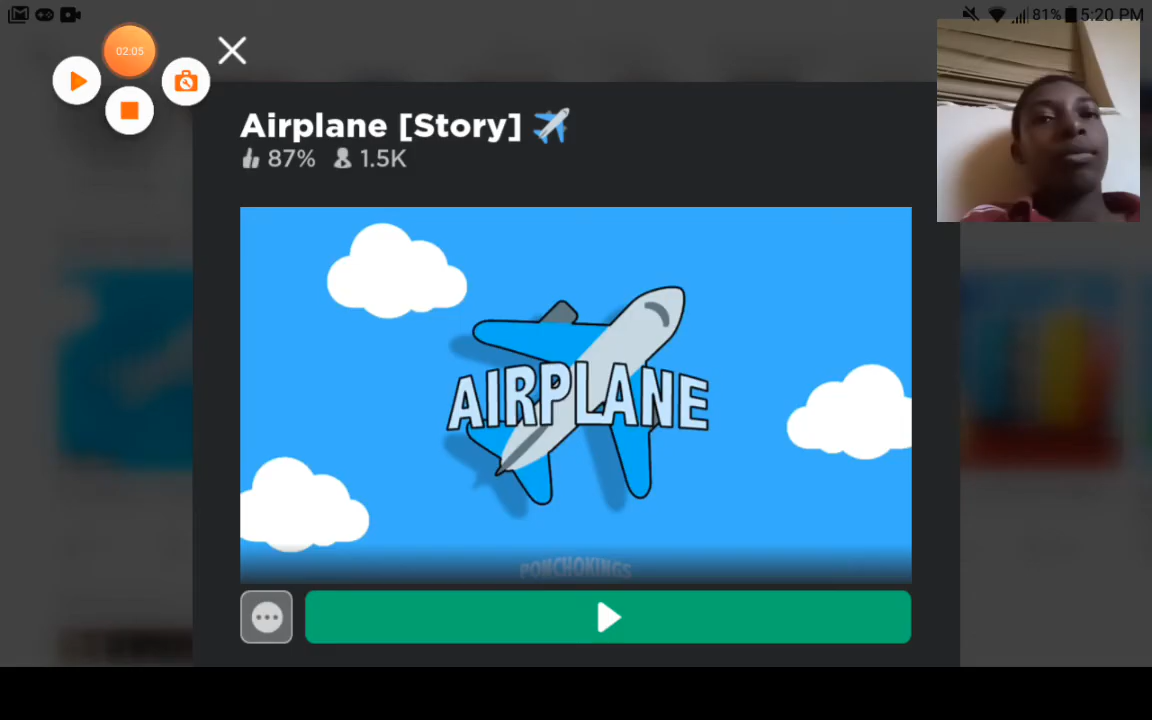 81% 5:20 PM
02.05
Airplane [Story] ✈️
87% 1.5K
AIRPLANE
PONCHOKINGS